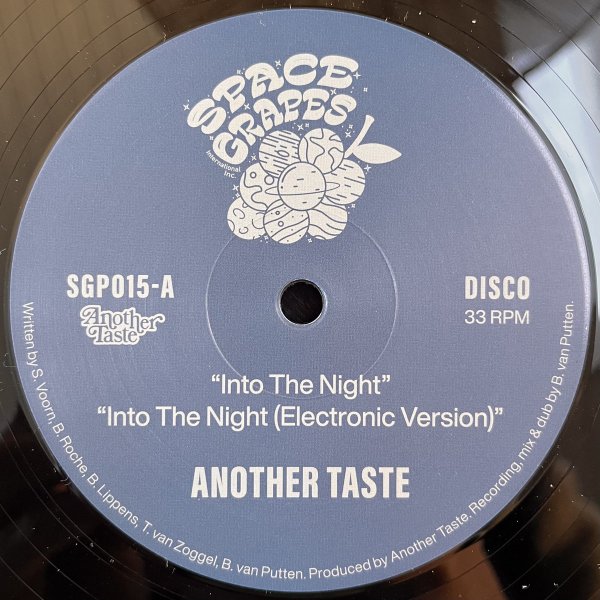 SPACE
GRAPES
International
Inc.
SGP015-A
DISCO
Another
Taste
33 RPM
“Into The Night”
“Into The Night (Electronic Version)”
ANOTHER TASTE
Written by S. Voorn, B. Roche, B. Lippens, T. van Zoggel, B. van Putten. Produced by Another Taste. Recording, mix & dub by B. van Putten.